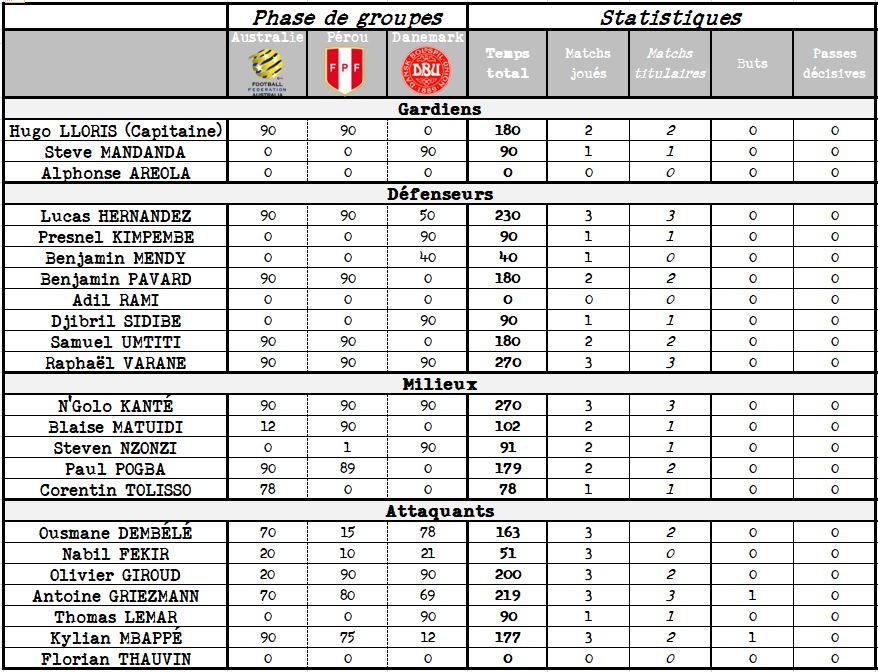 Phase de groupes Statistiques
Australie Pérou Danemark Temps total Matchs joués Matchs titulaires Buts Passes décisives
FOOTBALL FEDERATION AUSTRALIA FPF DANSK BOLDSPIL UNION DBU 1889
Gardiens
Hugo LLORIS (Capitaine) 90 90 0 180 2 2 0 0
Steve MANDANDA 0 0 90 90 1 1 0 0
Alphonse AREOLA 0 0 0 0 0 0 0 0
Défenseurs
Lucas HERNANDEZ 90 90 50 230 3 3 0 0
Presnel KIMPEMBE 0 0 90 90 1 1 0 0
Benjamin MENDY 0 0 40 40 1 0 0 0
Benjamin PAVARD 90 90 0 180 2 2 0 0
Adil RAMI 0 0 0 0 0 0 0 0
Djibril SIDIBE 0 0 90 90 1 1 0 0
Samuel UMTITI 90 90 0 180 2 2 0 0
Raphaël VARANE 90 90 90 270 3 3 0 0
Milieux
N'Golo KANTÉ 90 90 90 270 3 3 0 0
Blaise MATUIDI 12 90 0 102 2 1 0 0
Steven NZONZI 0 1 90 91 2 1 0 0
Paul POGBA 90 89 0 179 2 2 0 0
Corentin TOLISSO 78 0 0 78 1 1 0 0
Attaquants
Ousmane DEMBÉLÉ 70 15 78 163 3 2 0 0
Nabil FEKIR 20 10 21 51 3 0 0 0
Olivier GIROUD 20 90 90 200 3 2 0 0
Antoine GRIEZMANN 70 80 69 219 3 3 1 0
Thomas LEMAR 0 0 90 90 1 1 0 0
Kylian MBAPPÉ 90 75 12 177 3 2 1 0
Florian THAUVIN 0 0 0 0 0 0 0 0